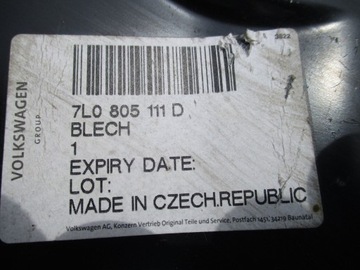 VOLKSWAGEN
GROUP
7L0 805 111 D
BLECH
1
EXPIRY DATE:
LOT:
MADE IN CZECH.REPUBLIC
Volkswagen AG, Konzern Vertrieb Original Teile und Service, Postfach 1451, 34219 Baunatal